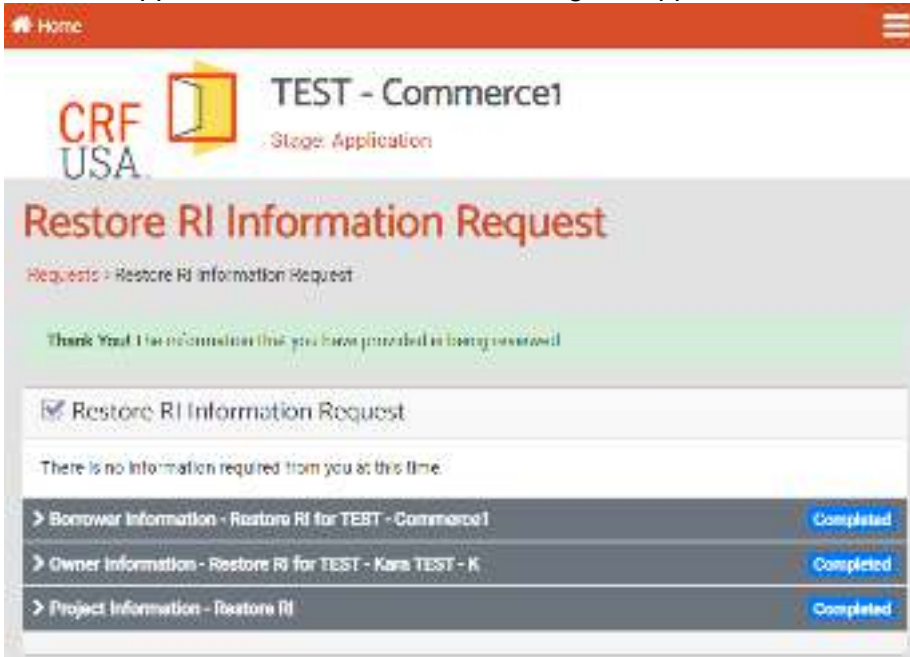 Home
TEST - Commerce1
CRF
USA
Stage: Application
Restore RI Information Request
Requests › Restore RI Information Request
Thank You! The information that you have provided is being reviewed
Restore RI Information Request
There is no information required from you at this time.
Borrower Information - Restore RI for TEST - Commerce1 Completed
Owner Information - Restore RI for TEST - Kara TEST - K Completed
Project Information - Restore RI Completed